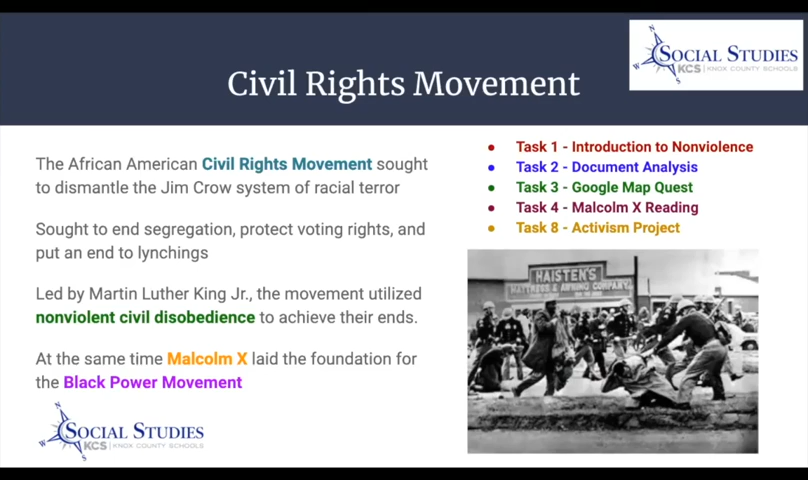 Civil Rights Movement
N
W
E
S
SOCIAL STUDIES
KCS | KNOX COUNTY SCHOOLS
The African American Civil Rights Movement sought
to dismantle the Jim Crow system of racial terror
Sought to end segregation, protect voting rights, and
put an end to lynchings
Led by Martin Luther King Jr., the movement utilized
nonviolent civil disobedience to achieve their ends.
At the same time Malcolm X laid the foundation for
the Black Power Movement
● Task 1 - Introduction to Nonviolence
● Task 2 - Document Analysis
● Task 3 - Google Map Quest
● Task 4 - Malcolm X Reading
● Task 8 - Activism Project
HAISTEN'S
MATTRESS & AWNING COMPANY
N
W
S
SOCIAL STUDIES
KCS | KNOX COUNTY SCHOOLS